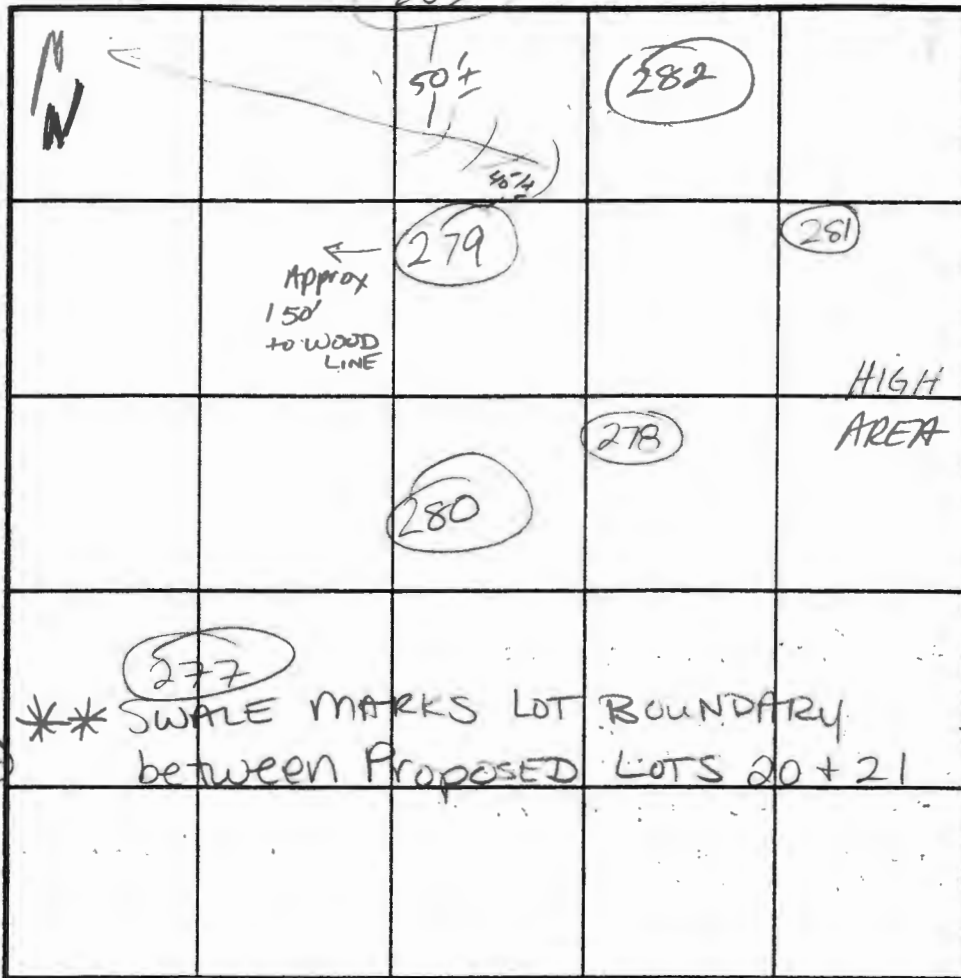 N
50'±
282
279
281
Approx
150'
to WOOD
LINE
HIGH
AREA
278
280
277
** SWALE MARKS LOT BOUNDARY
between Proposed LOTS 20 + 21